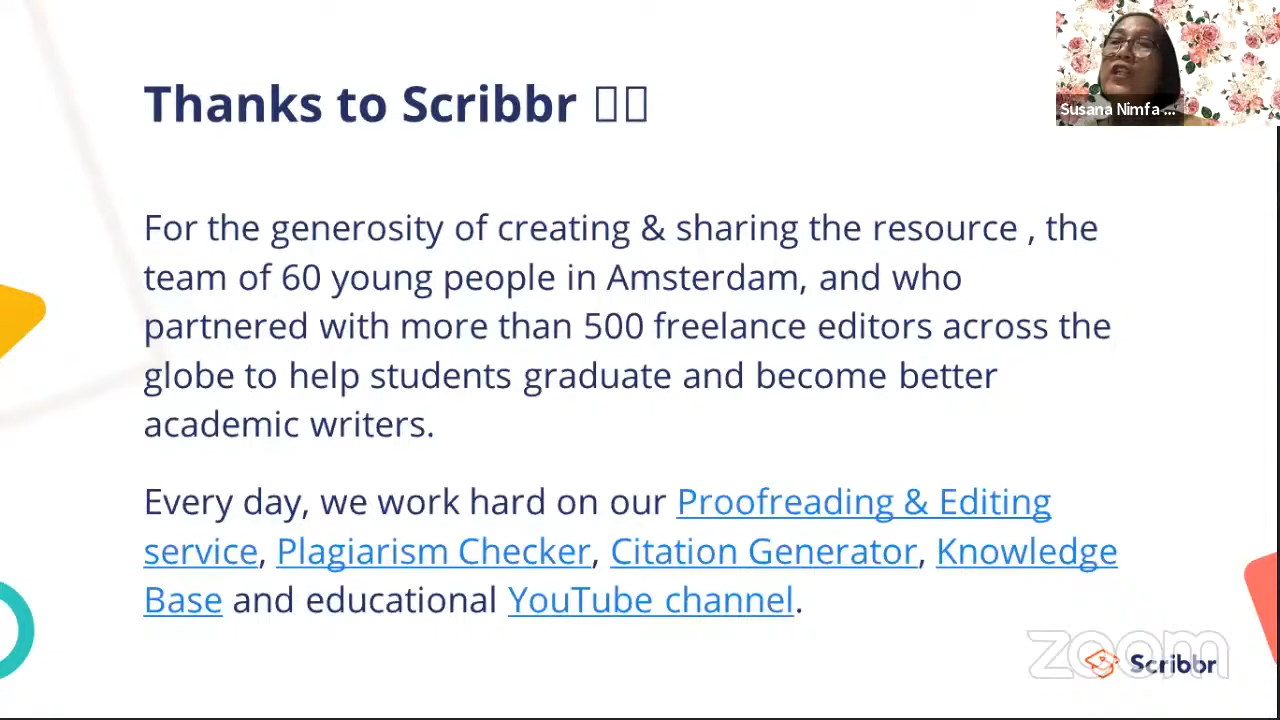 Thanks to Scribbr
Susana Nimfa ...
For the generosity of creating & sharing the resource , the
team of 60 young people in Amsterdam, and who
partnered with more than 500 freelance editors across the
globe to help students graduate and become better
academic writers.
Every day, we work hard on our Proofreading & Editing
service, Plagiarism Checker, Citation Generator, Knowledge
Base and educational YouTube channel.
zoom
Scribbr